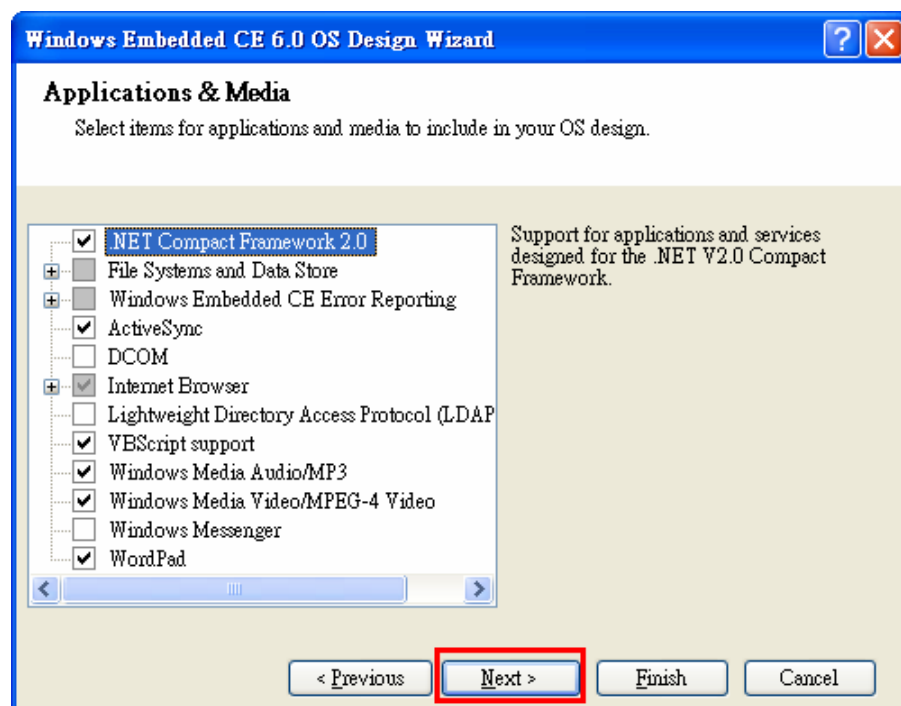 Windows Embedded CE 6.0 OS Design Wizard
Applications & Media
Select items for applications and media to include in your OS design.
.NET Compact Framework 2.0
File Systems and Data Store
Windows Embedded CE Error Reporting
ActiveSync
DCOM
Internet Browser
Lightweight Directory Access Protocol (LDAP
VBScript support
Windows Media Audio/MP3
Windows Media Video/MPEG-4 Video
Windows Messenger
WordPad
Support for applications and services
designed for the .NET V2.0 Compact
Framework.
< Previous
Next >
Finish
Cancel